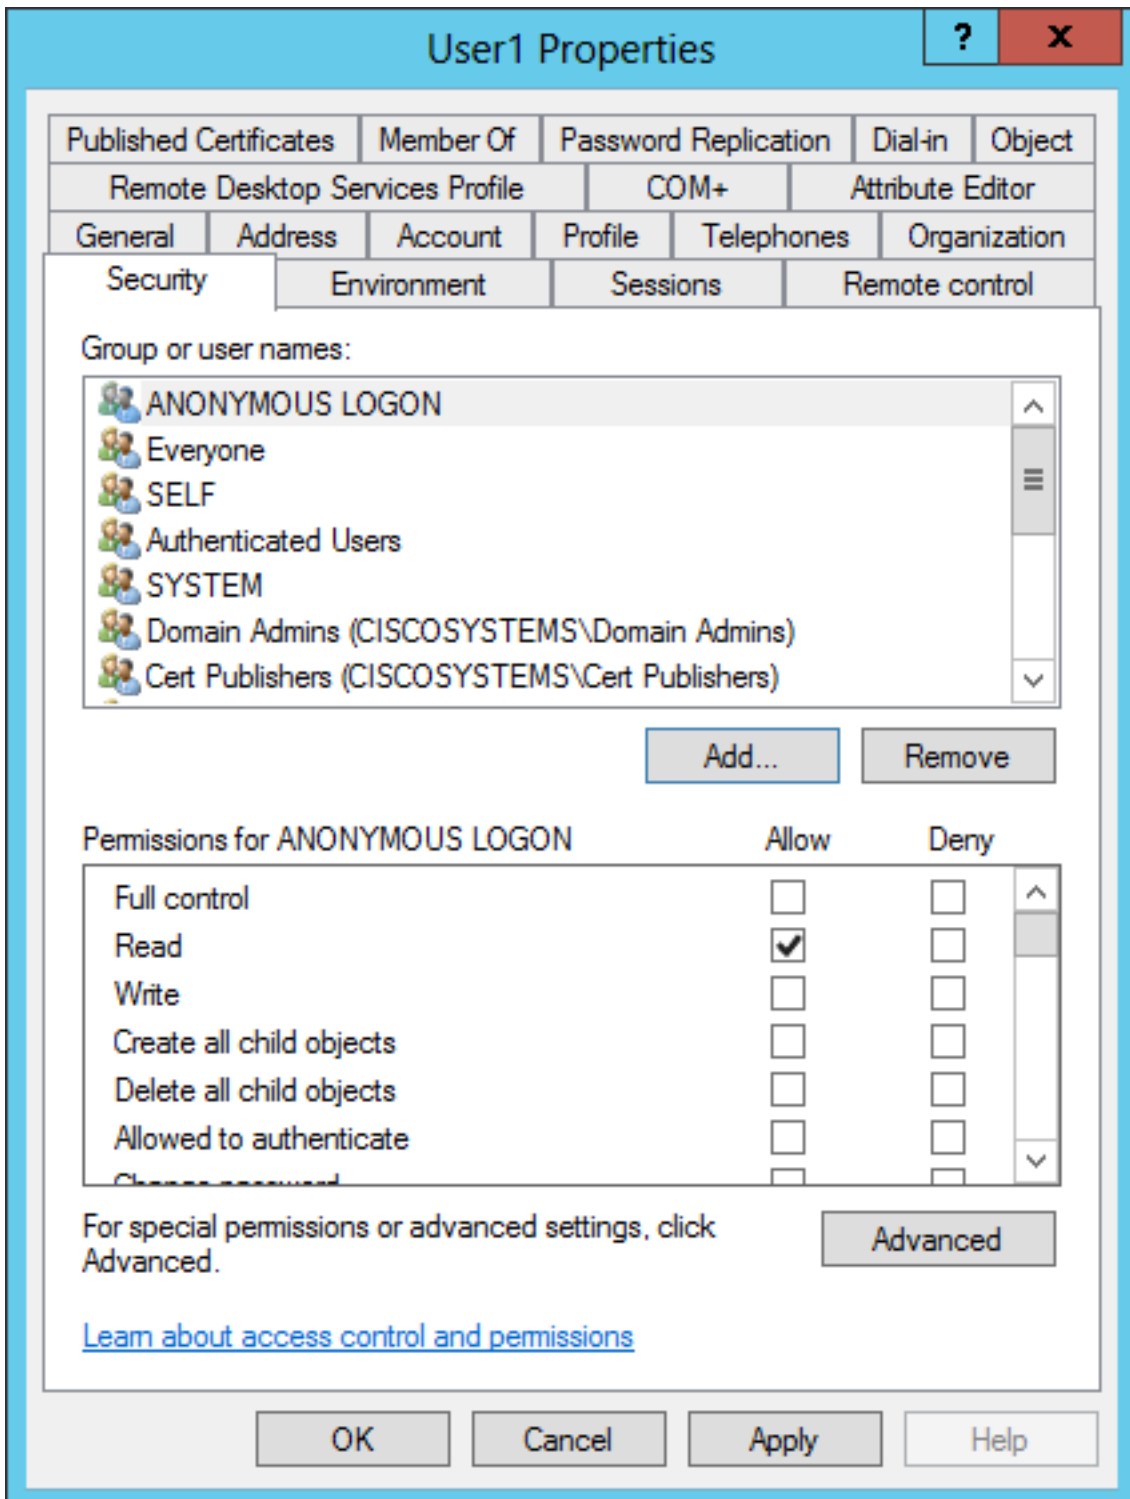 User1 Properties
?
x
Published Certificates Member Of Password Replication Dial-in Object
Remote Desktop Services Profile COM+ Attribute Editor
General Address Account Profile Telephones Organization
Security Environment Sessions Remote control
Group or user names:
ANONYMOUS LOGON
Everyone
SELF
Authenticated Users
SYSTEM
Domain Admins (CISCOSYSTEMS\Domain Admins)
Cert Publishers (CISCOSYSTEMS\Cert Publishers)
Add... Remove
Permissions for ANONYMOUS LOGON Allow Deny
Full control
Read
Write
Create all child objects
Delete all child objects
Allowed to authenticate
Change password
For special permissions or advanced settings, click
Advanced.
Advanced
Learn about access control and permissions
OK Cancel Apply Help